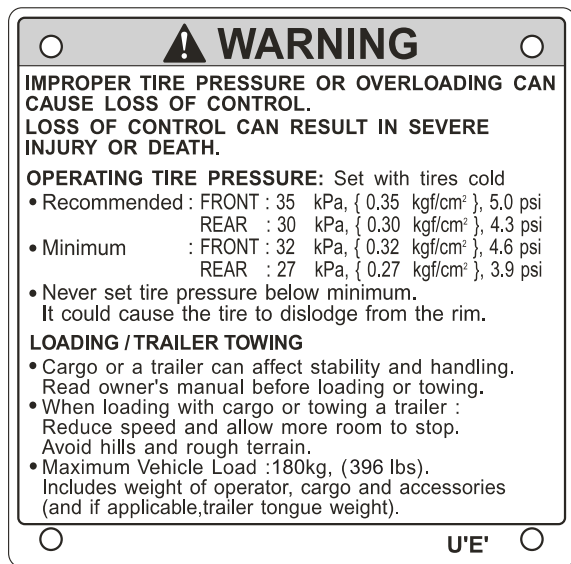 WARNING
IMPROPER TIRE PRESSURE OR OVERLOADING CAN
CAUSE LOSS OF CONTROL.
LOSS OF CONTROL CAN RESULT IN SEVERE
INJURY OR DEATH.
OPERATING TIRE PRESSURE: Set with tires cold
• Recommended : FRONT : 35 kPa, { 0.35 kgf/cm² }, 5.0 psi
REAR : 30 kPa, { 0.30 kgf/cm² }, 4.3 psi
• Minimum : FRONT : 32 kPa, { 0.32 kgf/cm² }, 4.6 psi
REAR : 27 kPa, { 0.27 kgf/cm² }, 3.9 psi
• Never set tire pressure below minimum.
It could cause the tire to dislodge from the rim.
LOADING / TRAILER TOWING
• Cargo or a trailer can affect stability and handling.
Read owner's manual before loading or towing.
• When loading with cargo or towing a trailer :
Reduce speed and allow more room to stop.
Avoid hills and rough terrain.
• Maximum Vehicle Load :180kg, (396 lbs).
Includes weight of operator, cargo and accessories
(and if applicable,trailer tongue weight).
U'E'